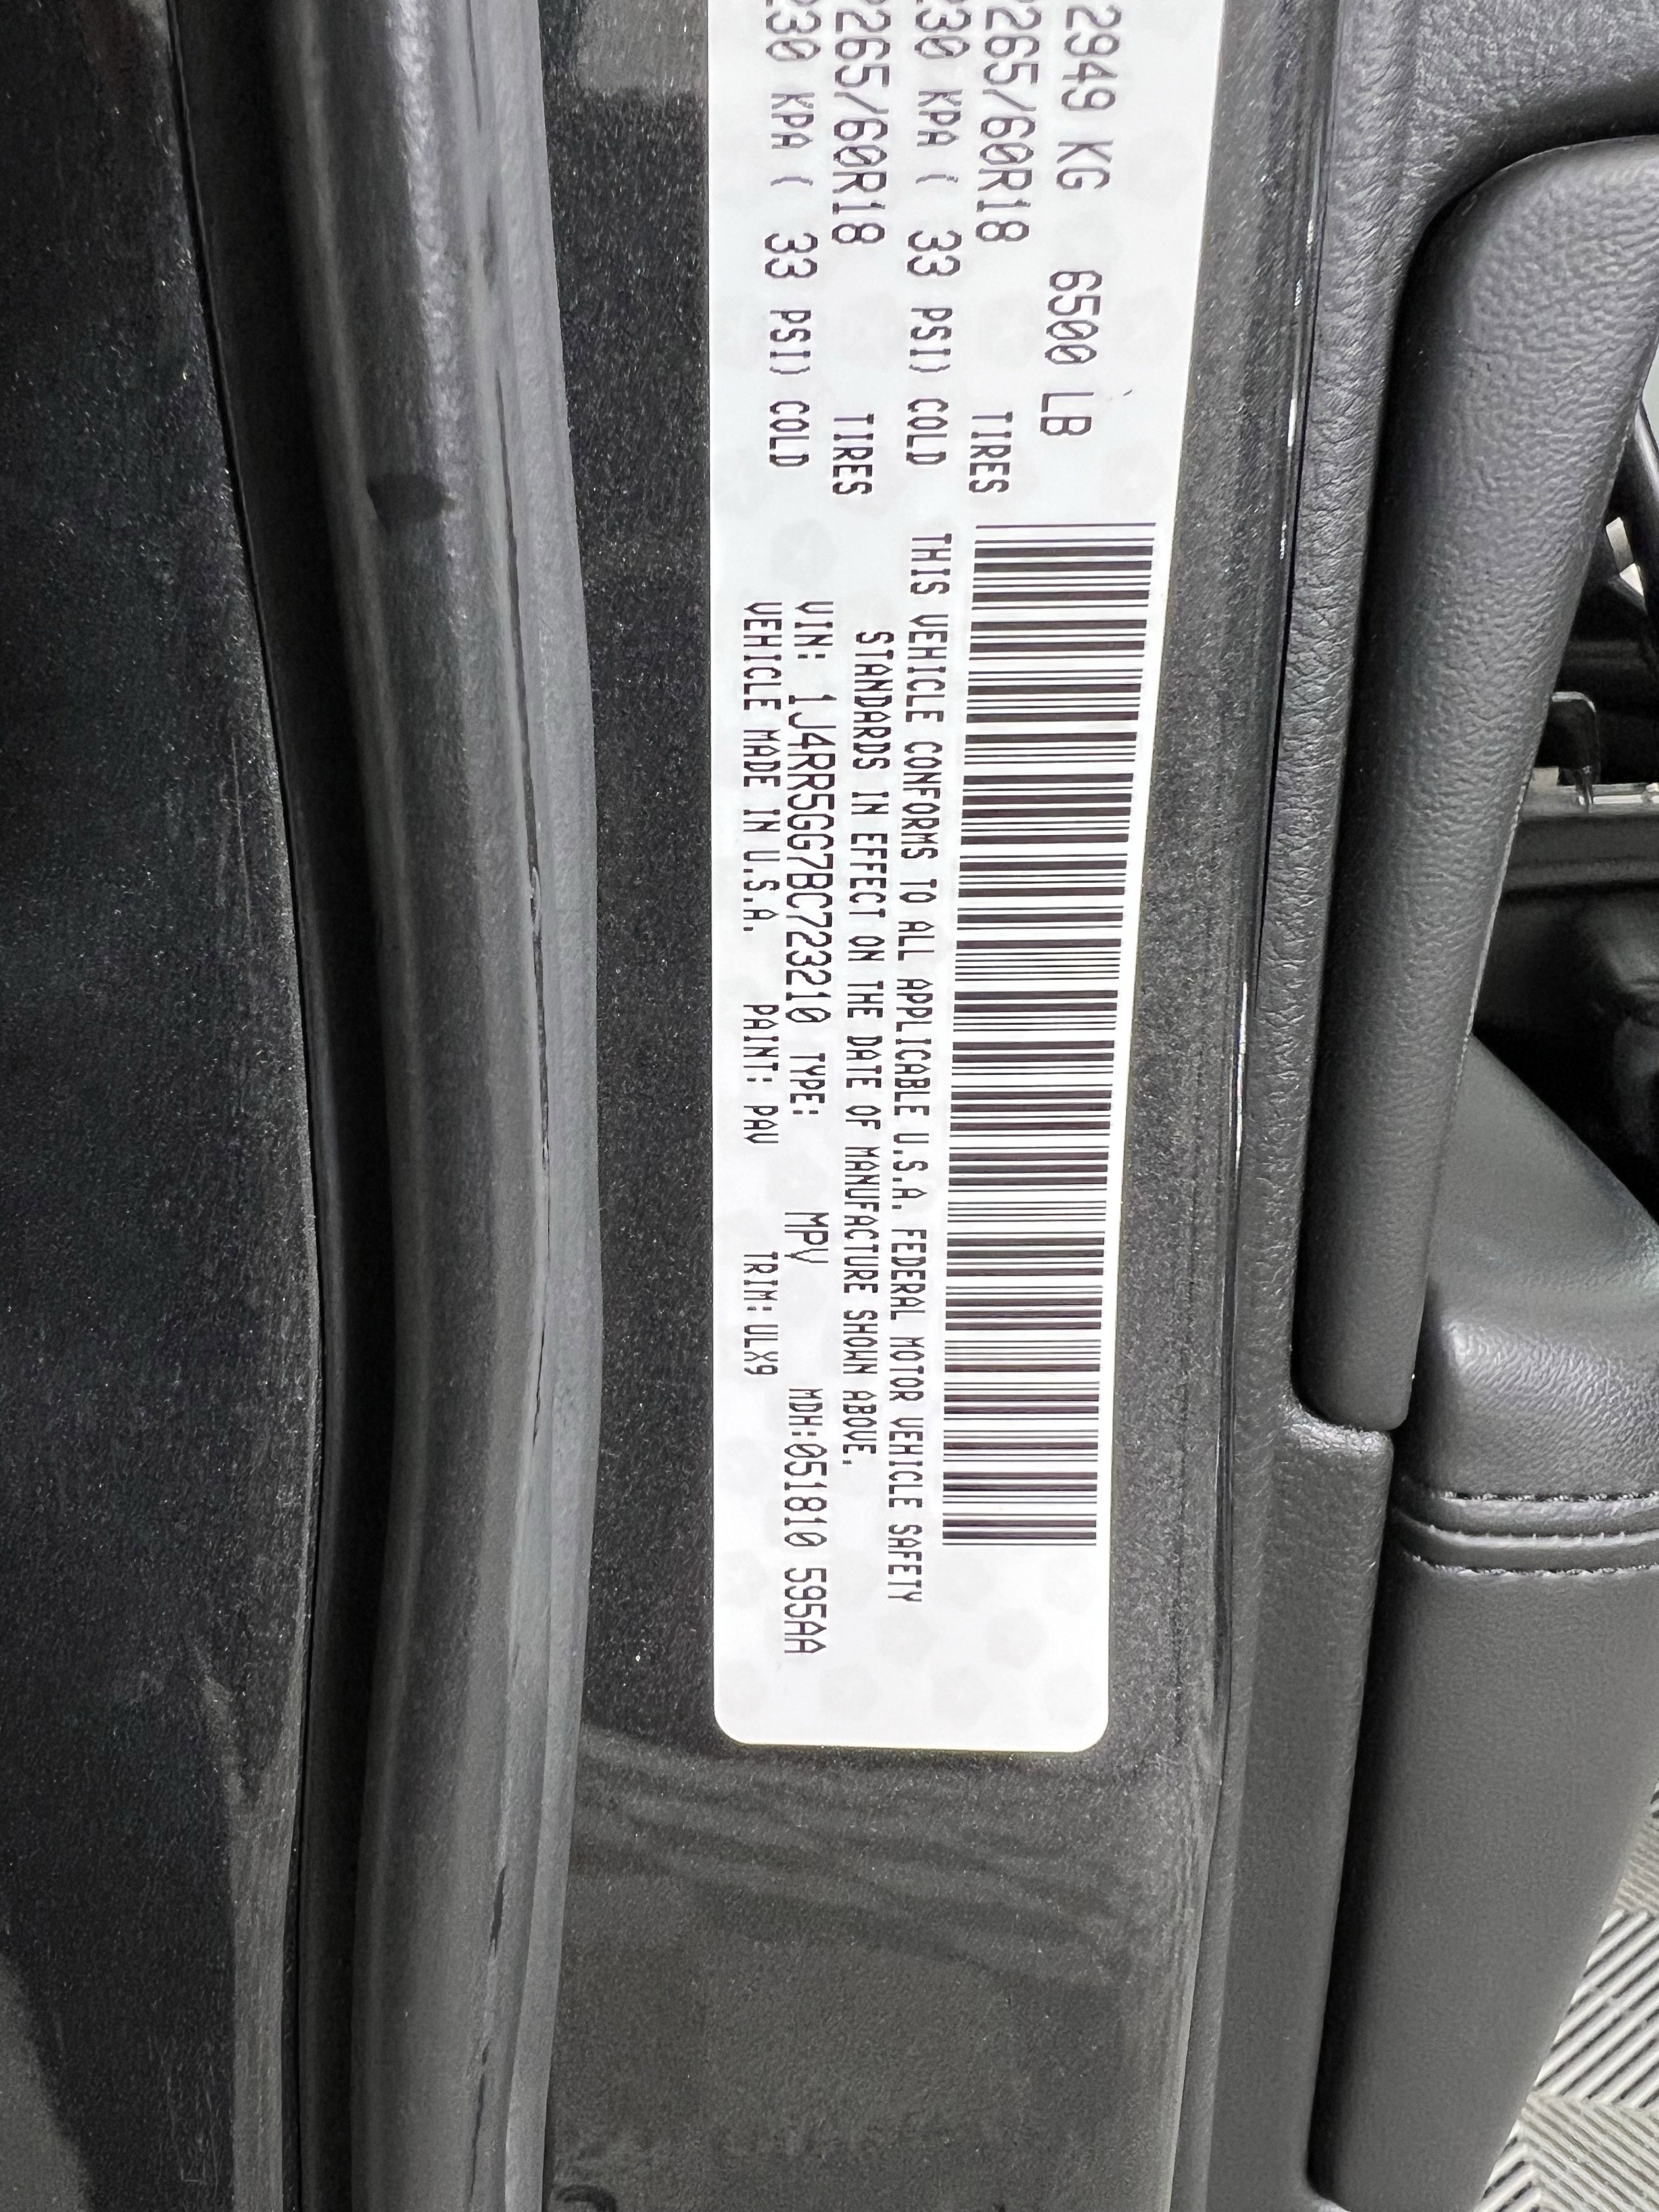 2949 KG 6500 LB
265/60R18 TIRES
230 KPA ( 33 PSI) COLD
265/60R18 TIRES
230 KPA ( 33 PSI) COLD
THIS VEHICLE CONFORMS TO ALL APPLICABLE U.S.A. FEDERAL MOTOR VEHICLE SAFETY
STANDARDS IN EFFECT ON THE DATE OF MANUFACTURE SHOWN ABOVE.
VIN: 1J4RR5GG7BC723210 TYPE: MPV MDH:051810 595AA
VEHICLE MADE IN U.S.A. PAINT: PAV TRIM: ULX9